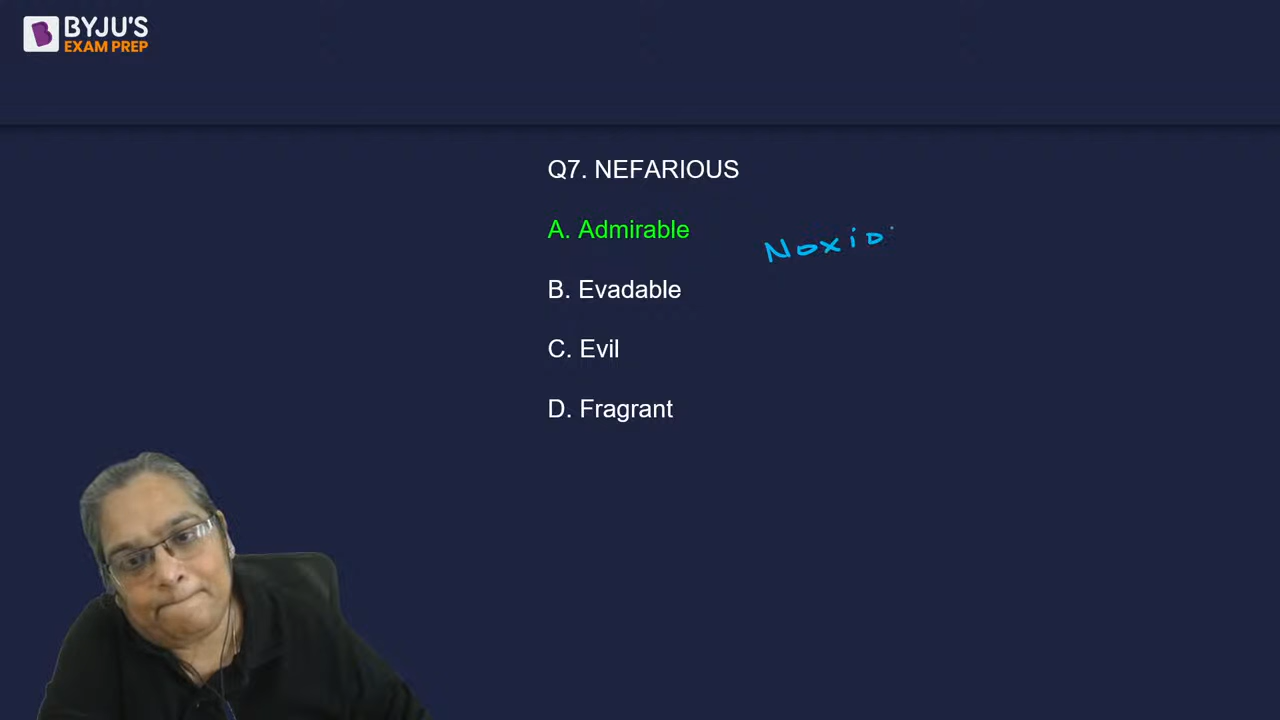 BYJU'S
EXAM PREP
Q7. NEFARIOUS
A. Admirable
Noxio
B. Evadable
C. Evil
D. Fragrant